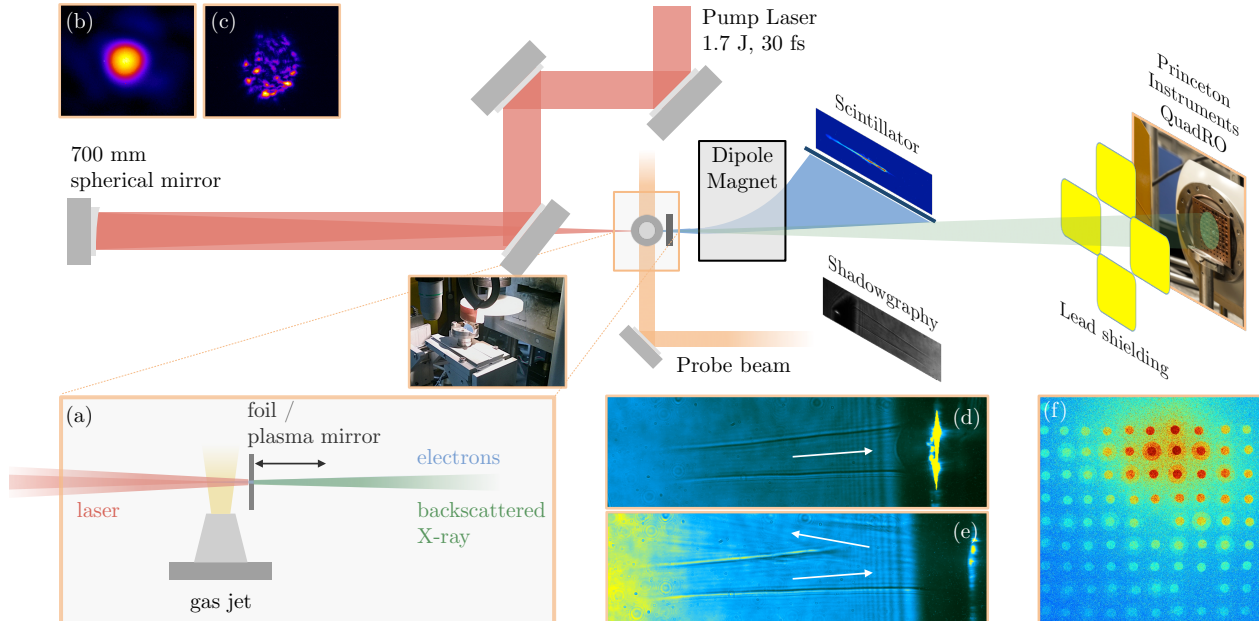 (b)
(c)
Pump Laser
1.7 J, 30 fs
700 mm
spherical mirror
Dipole
Magnet
Scintillator
Princeton
Instruments
QuadRO
Shadowgraphy
Lead shielding
Probe beam
(a)
foil /
plasma mirror
electrons
laser
backscattered
X-ray
gas jet
(d)
(e)
(f)